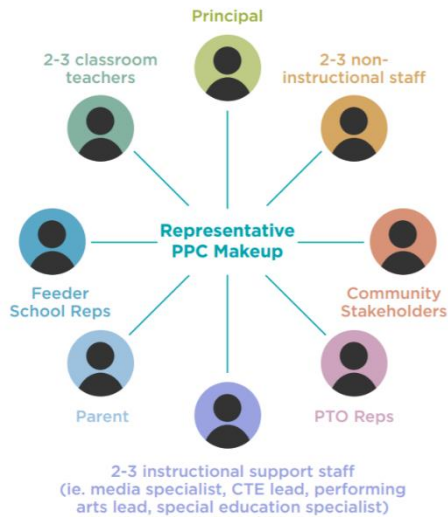 Principal
2-3 classroom
teachers
2-3 non-
instructional staff
Representative
PPC Makeup
Feeder
School Reps
Community
Stakeholders
Parent
PTO Reps
2-3 instructional support staff
(ie. media specialist, CTE lead, performing
arts lead, special education specialist)